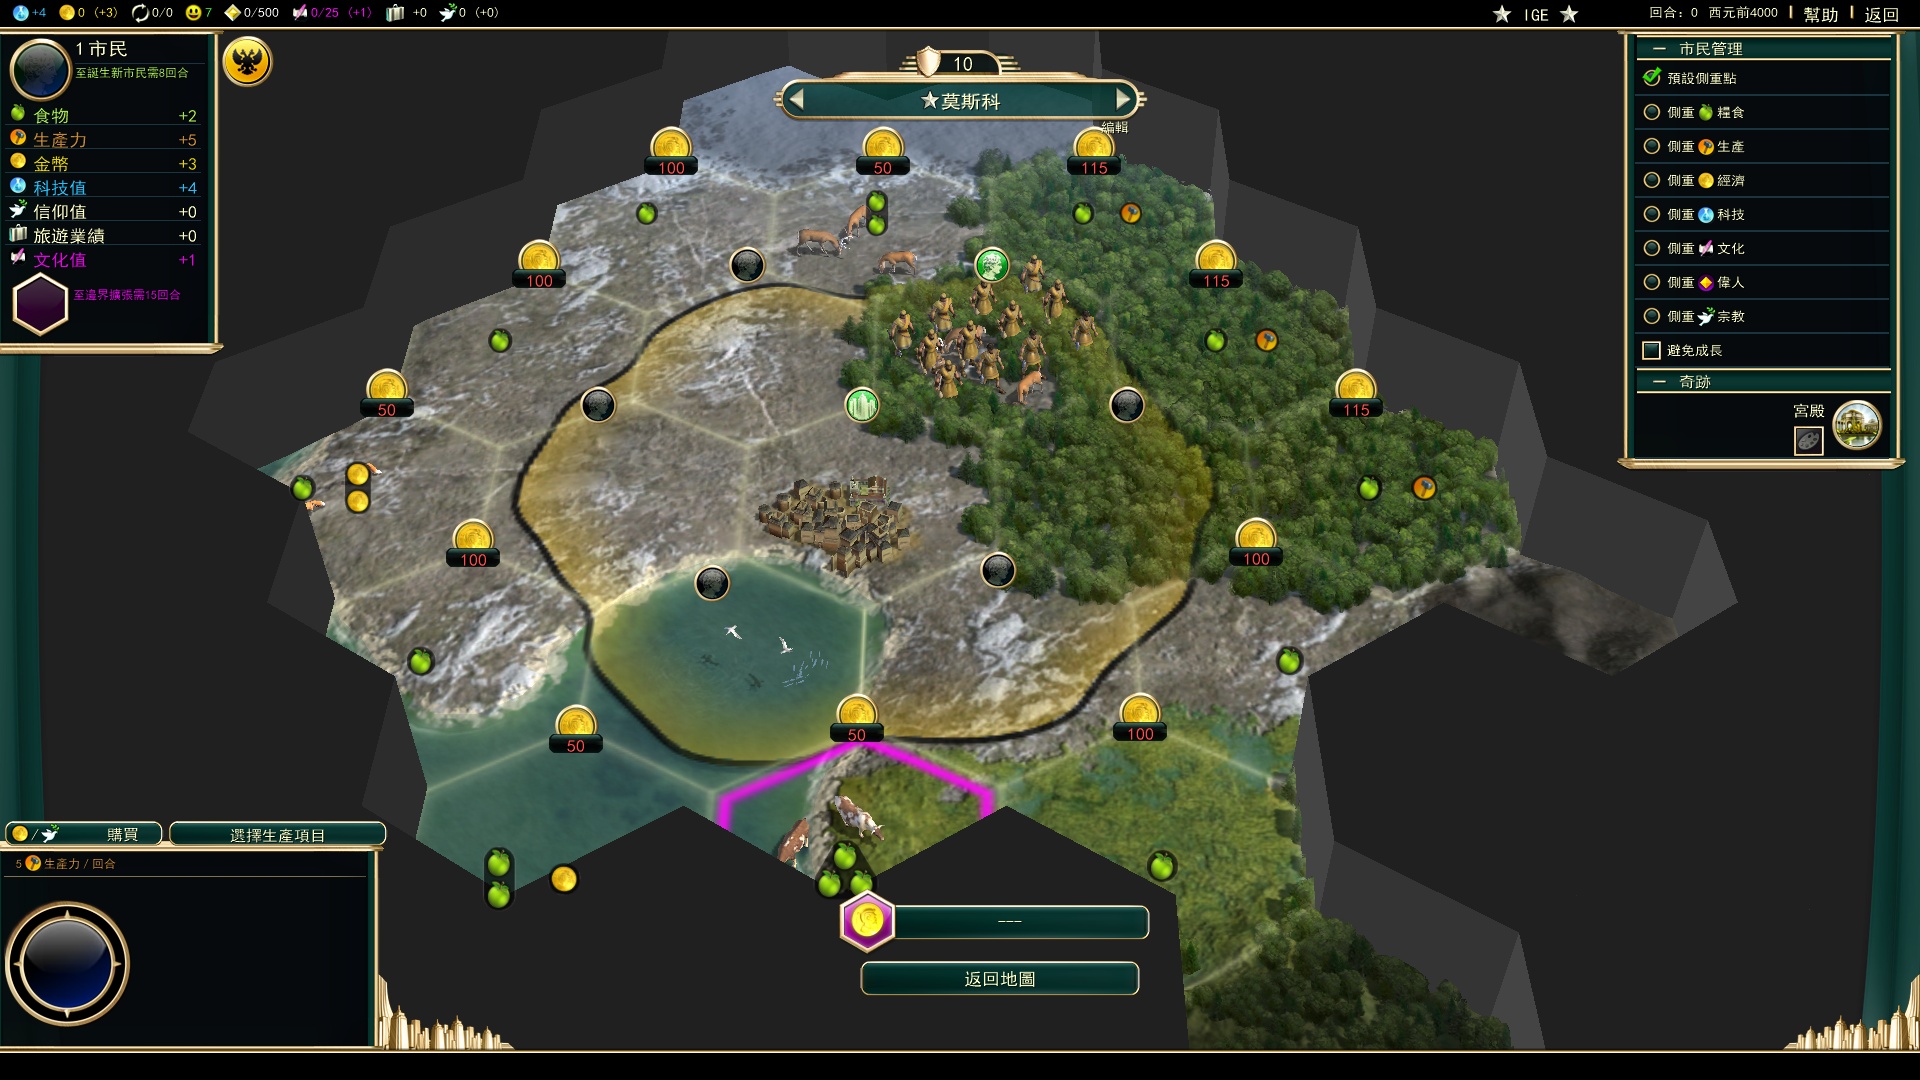 +4 0 (+3) 0/0 7 0/500 0/25 (+1) +0 0 (+0)
IGE
回合：0 西元前4000 幫助 返回
1 市民
至誕生新市民需8回合
食物 +2
生產力 +5
金幣 +3
科技值 +4
信仰值 +0
旅遊業績 +0
文化值 +1
至邊界擴張需15回合
10
莫斯科
編輯
100
50
115
100
115
50
115
100
100
50
50
100
市民管理
預設側重點
側重 糧食
側重 生產
側重 經濟
側重 科技
側重 文化
側重 偉人
側重 宗教
避免成長
奇跡
宮殿
/ 購買
選擇生產項目
5 生產力 / 回合
---
返回地圖